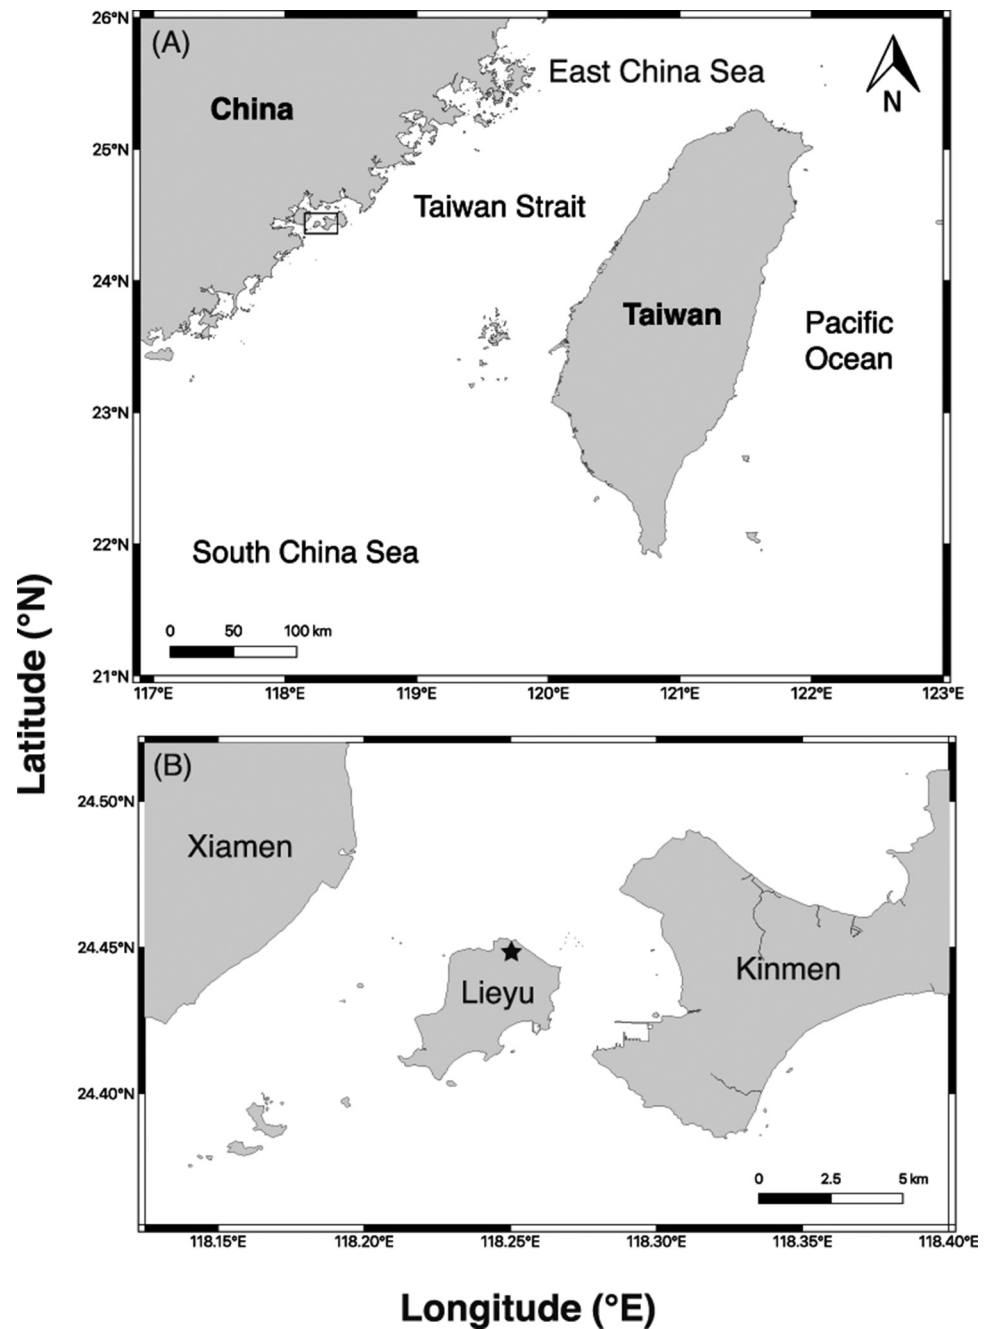 26°N
(A)
East China Sea
China
N
25°N
Taiwan Strait
24°N
Taiwan
Pacific
Ocean
23°N
22°N
South China Sea
0 50 100 km
21°N
117°E 118°E 119°E 120°E 121°E 122°E 123°E
Latitude (°N)
(B)
24.50°N
Xiamen
24.45°N
Kinmen
Lieyu
24.40°N
0 2.5 5 km
118.15°E 118.20°E 118.25°E 118.30°E 118.35°E 118.40°E
Longitude (°E)